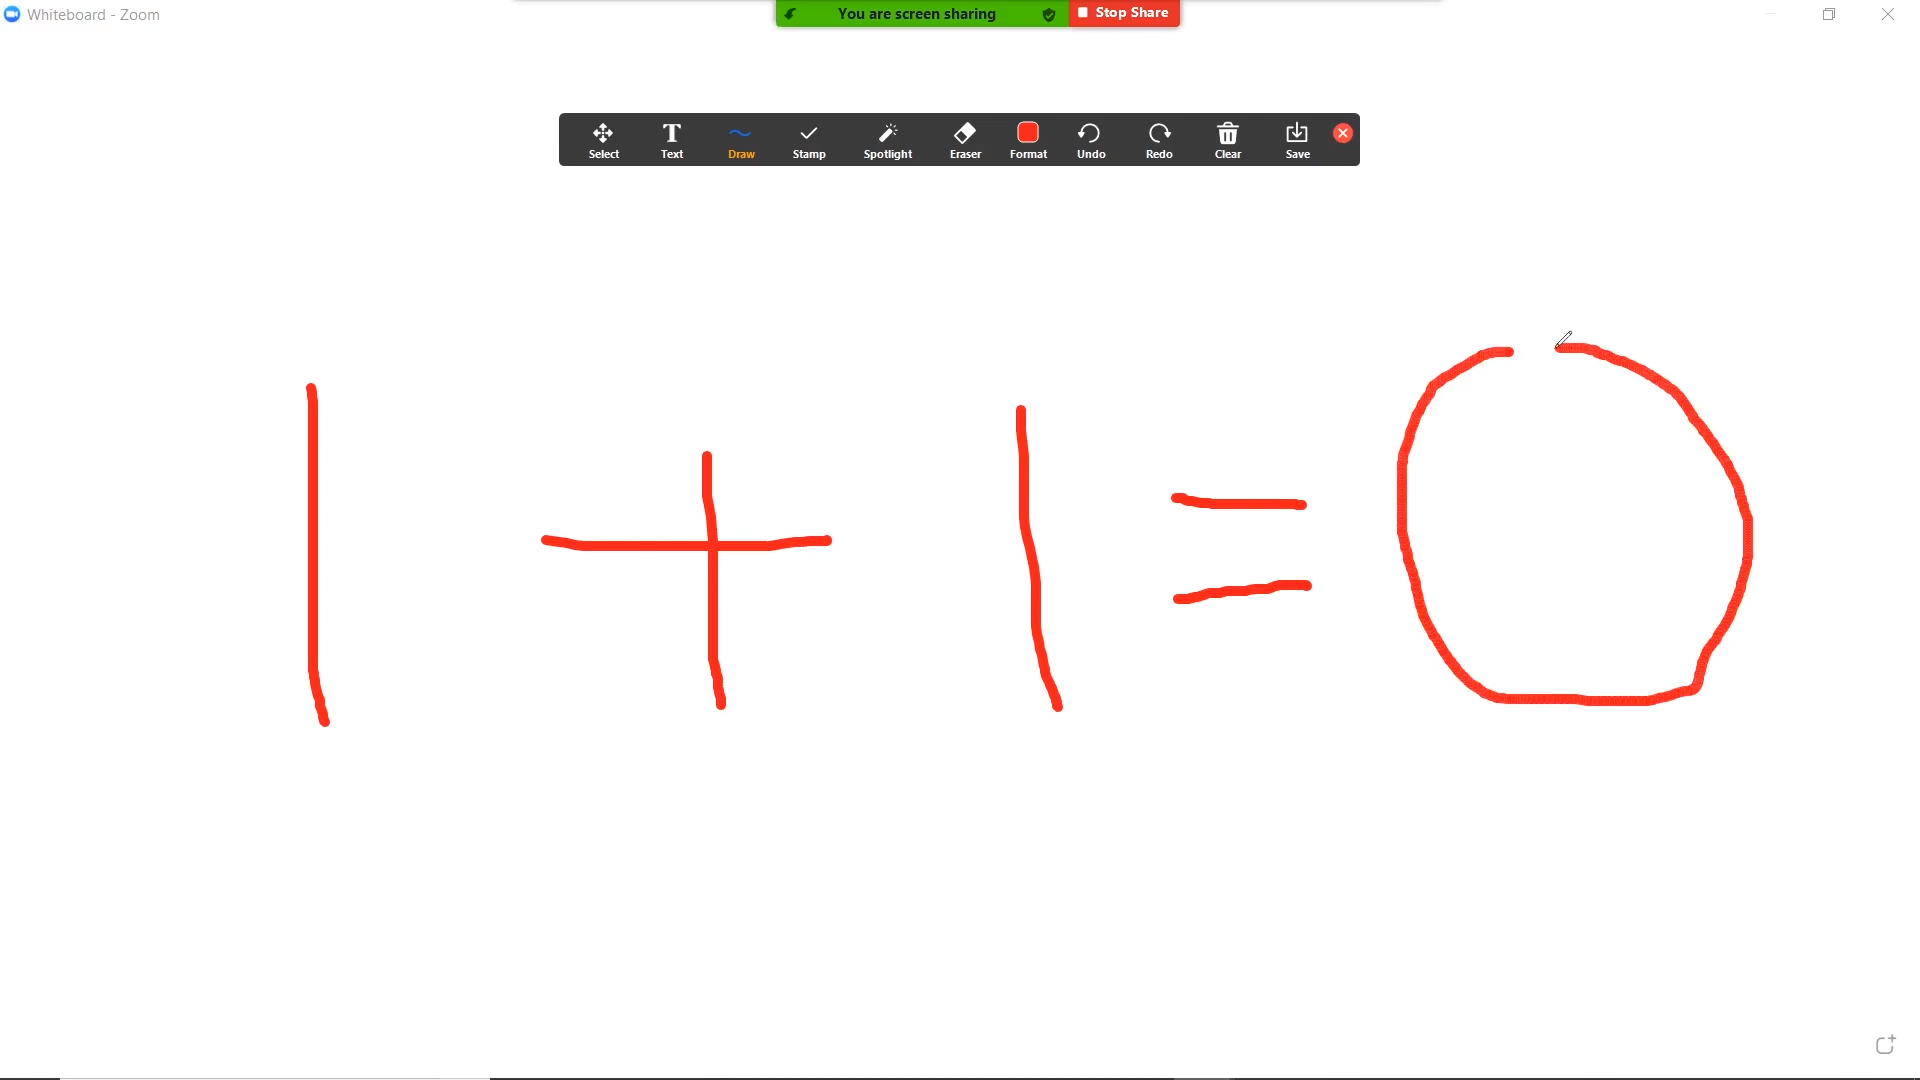 Whiteboard - Zoom
You are screen sharing
Stop Share
Select Text Draw Stamp Spotlight Eraser Format Undo Redo Clear Save
1 + 1 = 0